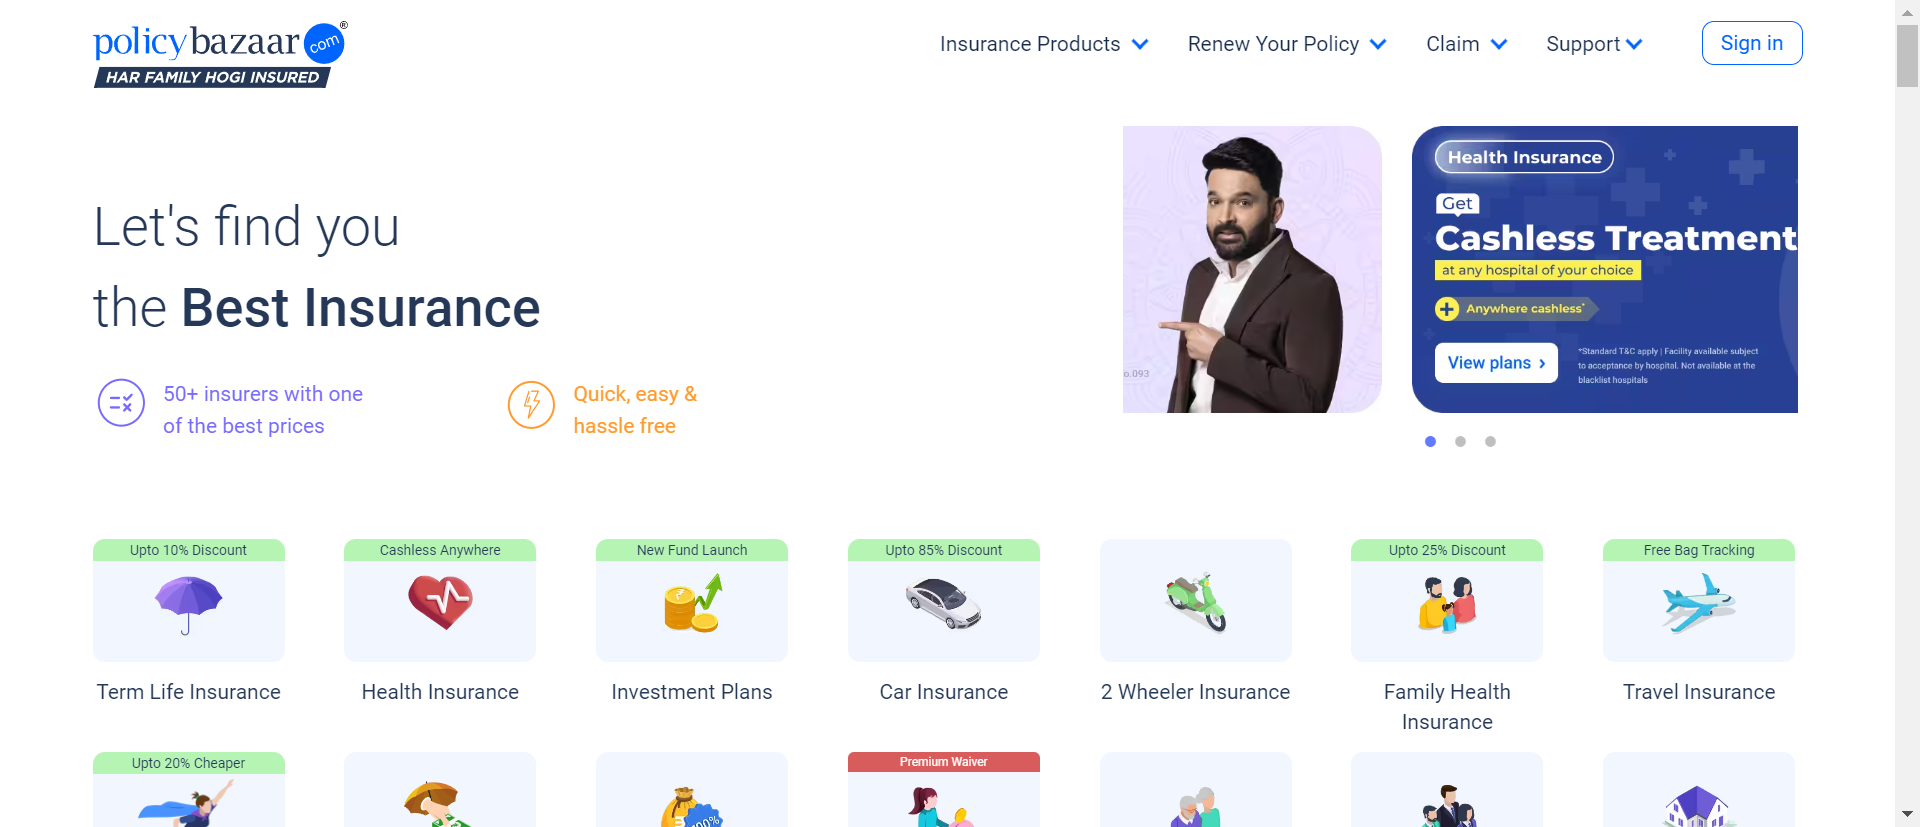 policybazaar com ®
HAR FAMILY HOGI INSURED
Insurance Products
Renew Your Policy
Claim
Support
Sign in
Let's find you
the Best Insurance
50+ insurers with one
of the best prices
Quick, easy &
hassle free
o.093
Health Insurance
Get
Cashless Treatment
at any hospital of your choice
Anywhere cashless*
View plans ›
*Standard T&C apply | Facility available subject
to acceptance by hospital. Not available at the
blacklist hospitals
Upto 10% Discount
Cashless Anywhere
New Fund Launch
Upto 85% Discount
Upto 25% Discount
Free Bag Tracking
Term Life Insurance
Health Insurance
Investment Plans
Car Insurance
2 Wheeler Insurance
Family Health
Insurance
Travel Insurance
Upto 20% Cheaper
Premium Waiver
100%